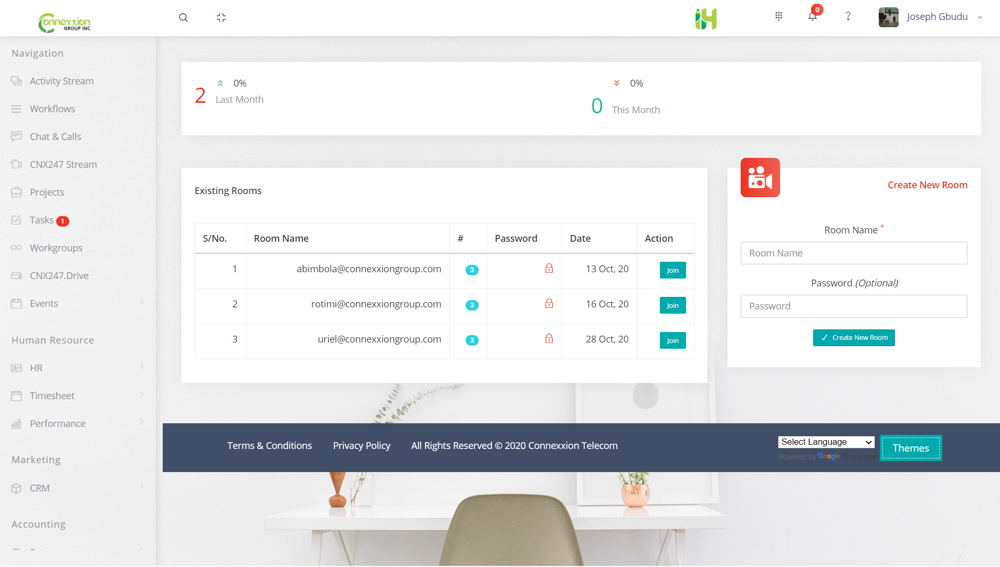 Connexxion
GROUP INC
i4
0
?
Joseph Gbudu
Navigation
Activity Stream
Workflows
Chat & Calls
CNX247 Stream
Projects
Tasks 1
Workgroups
CNX247.Drive
Events
Human Resource
HR
Timesheet
Performance
Marketing
CRM
Accounting
2
0%
Last Month
0
0%
This Month
Existing Rooms
S/No. Room Name # Password Date Action
1 abimbola@connexxiongroup.com 3 13 Oct, 20 Join
2 rotimi@connexxiongroup.com 3 16 Oct, 20 Join
3 uriel@connexxiongroup.com 3 28 Oct, 20 Join
Create New Room
Room Name *
Room Name
Password (Optional)
Password
Create New Room
Terms & Conditions Privacy Policy All Rights Reserved © 2020 Connexxion Telecom
Select Language
Powered by Google Translate
Themes